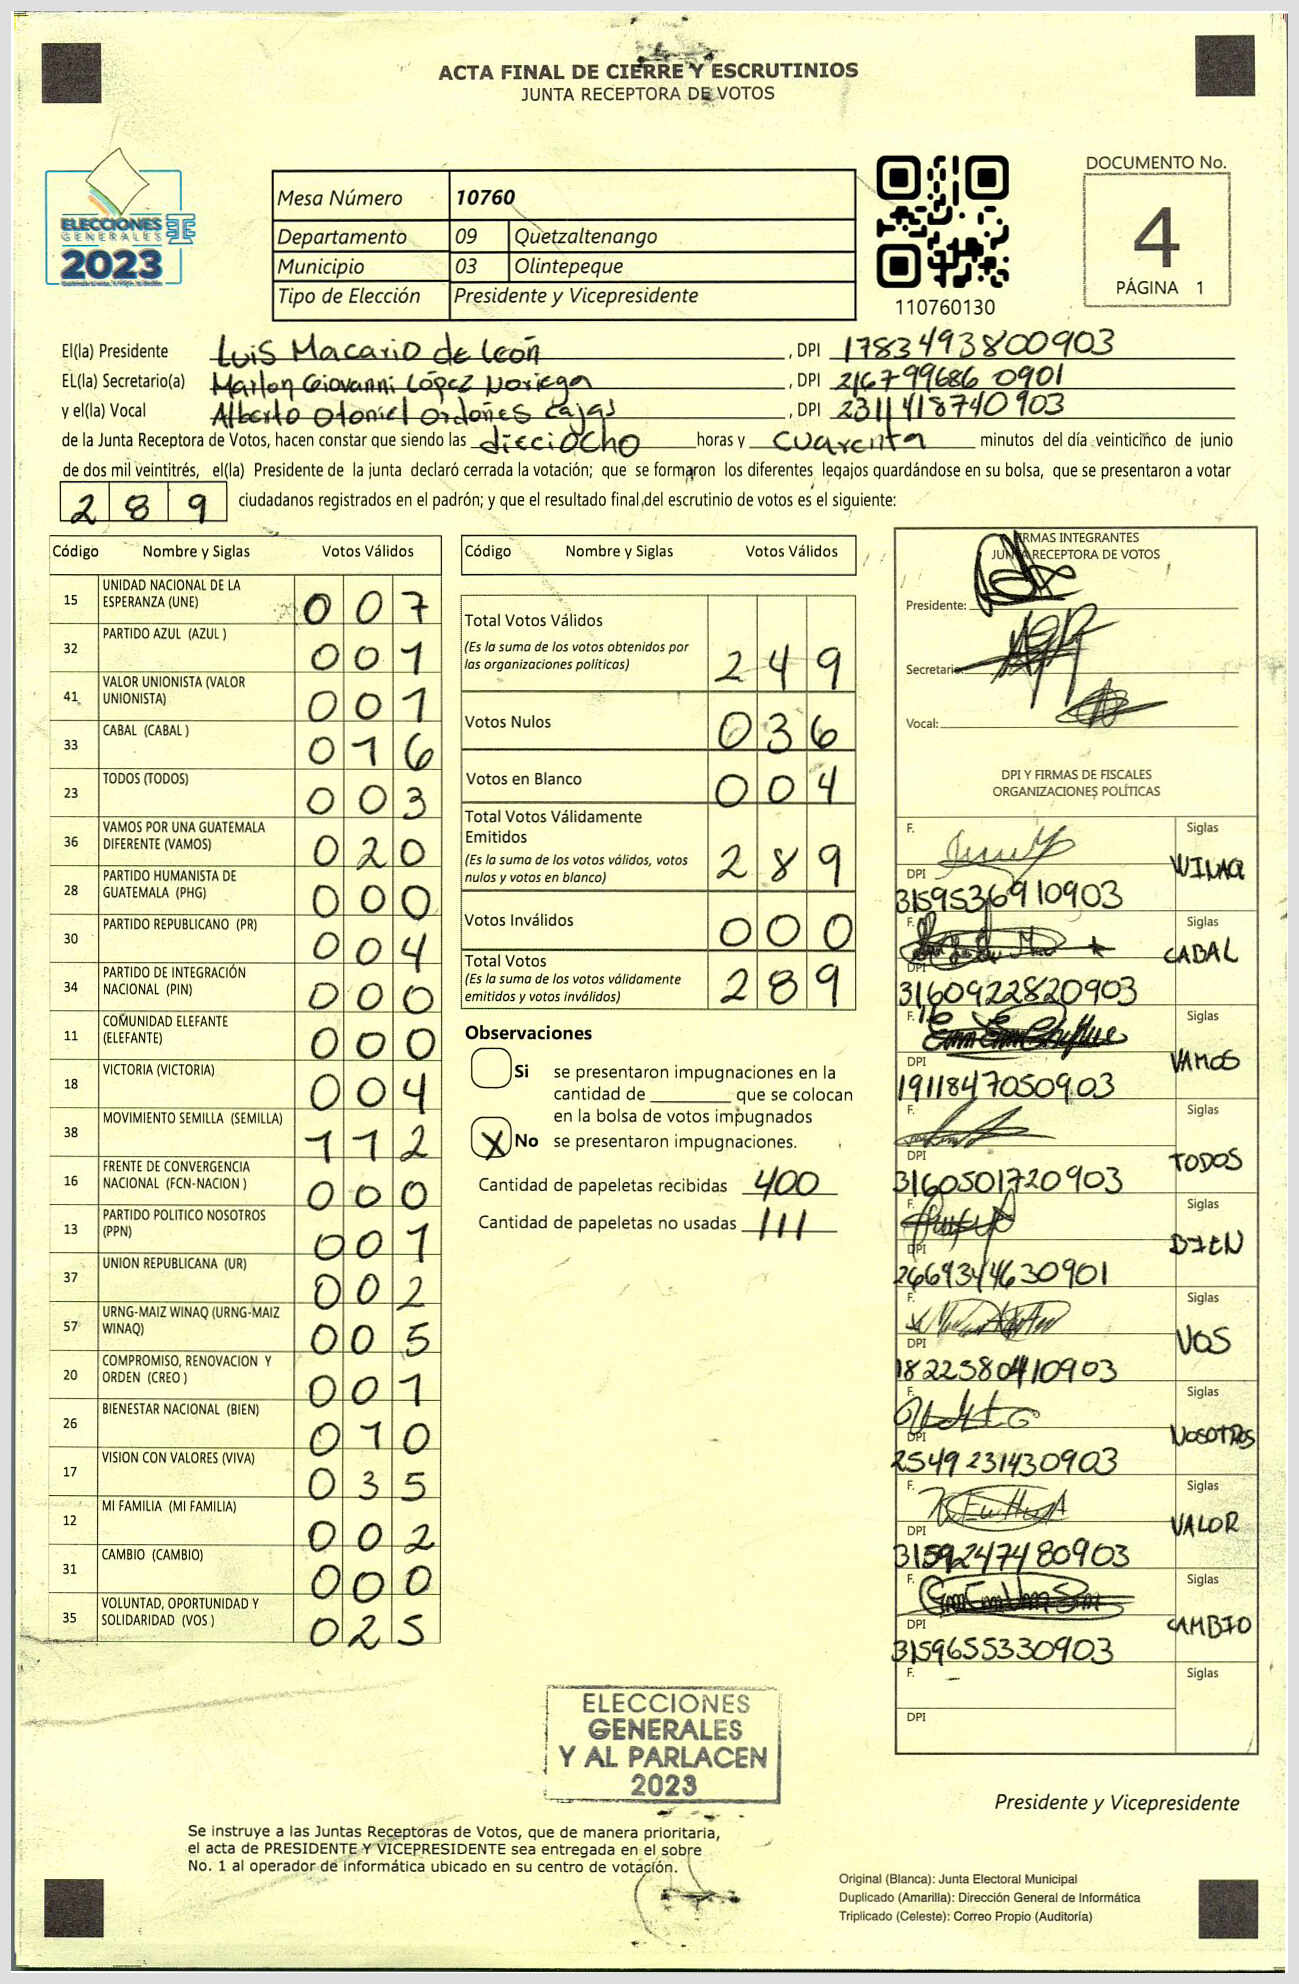 ACTA FINAL DE CIERRE Y ESCRUTINIOS
JUNTA RECEPTORA DE VOTOS
ELECCIONES
GENERALES
2023
Mesa Número 10760
Departamento 09 Quetzaltenango
Municipio 03 Olintepeque
Tipo de Elección Presidente y Vicepresidente
110760130
DOCUMENTO No.
4
PÁGINA 1
El(la) Presidente Luis Macario de León , DPI 1783493800903
EL(la) Secretario(a) Marlon Giovanni López Noriega , DPI 216799686 0901
y el(la) Vocal Alberto Otoniel Ordoñes Cajas , DPI 2311418740903
de la Junta Receptora de Votos, hacen constar que siendo las dieciocho horas y cuarenta minutos del día veinticinco de junio
de dos mil veintitrés, el(la) Presidente de la junta declaró cerrada la votación; que se formaron los diferentes legajos quardándose en su bolsa, que se presentaron a votar
289 ciudadanos registrados en el padrón; y que el resultado final del escrutinio de votos es el siguiente:
Código Nombre y Siglas Votos Válidos
15 UNIDAD NACIONAL DE LA ESPERANZA (UNE) 007
32 PARTIDO AZUL (AZUL ) 001
41 VALOR UNIONISTA (VALOR UNIONISTA) 001
33 CABAL (CABAL ) 016
23 TODOS (TODOS) 003
36 VAMOS POR UNA GUATEMALA DIFERENTE (VAMOS) 020
28 PARTIDO HUMANISTA DE GUATEMALA (PHG) 000
30 PARTIDO REPUBLICANO (PR) 004
34 PARTIDO DE INTEGRACIÓN NACIONAL (PIN) 000
11 COMUNIDAD ELEFANTE (ELEFANTE) 000
18 VICTORIA (VICTORIA) 004
38 MOVIMIENTO SEMILLA (SEMILLA) 112
16 FRENTE DE CONVERGENCIA NACIONAL (FCN-NACION ) 000
13 PARTIDO POLITICO NOSOTROS (PPN) 001
37 UNION REPUBLICANA (UR) 002
57 URNG-MAIZ WINAQ (URNG-MAIZ WINAQ) 005
20 COMPROMISO, RENOVACION Y ORDEN (CREO ) 001
26 BIENESTAR NACIONAL (BIEN) 010
17 VISION CON VALORES (VIVA) 035
12 MI FAMILIA (MI FAMILIA) 002
31 CAMBIO (CAMBIO) 000
35 VOLUNTAD, OPORTUNIDAD Y SOLIDARIDAD (VOS ) 025
Código Nombre y Siglas Votos Válidos
Total Votos Válidos 249
(Es la suma de los votos obtenidos por
las organizaciones politicas)
Votos Nulos 036
Votos en Blanco 004
Total Votos Válidamente
Emitidos 289
(Es la suma de los votos válidos, votos
nulos y votos en blanco)
Votos Inválidos 000
Total Votos 289
(Es la suma de los votos válidamente
emitidos y votos inválidos)
Observaciones
Si se presentaron impugnaciones en la
cantidad de ________ que se colocan
en la bolsa de votos impugnados
X No se presentaron impugnaciones.
Cantidad de papeletas recibidas 400
Cantidad de papeletas no usadas 111
FIRMAS INTEGRANTES
JUNTA RECEPTORA DE VOTOS
Presidente:
Secretario:
Vocal:
DPI Y FIRMAS DE FISCALES
ORGANIZACIONES POLÍTICAS
F. Siglas WINAQ
DPI 3159536910903
F. Siglas CABAL
DPI 3160922820903
F. Siglas VAMOS
DPI 1911847050903
F. Siglas TODOS
DPI 3160501720903
F. Siglas BIEN
DPI 2669344630901
F. Siglas VOS
DPI 1822580410903
F. Siglas NOSOTROS
DPI 2549231430903
F. Siglas VALOR
DPI 3159247480903
F. Siglas CAMBIO
DPI 3159655330903
F. Siglas
DPI
ELECCIONES
GENERALES
Y AL PARLACEN
2023
Presidente y Vicepresidente
Se instruye a las Juntas Receptoras de Votos, que de manera prioritaria,
el acta de PRESIDENTE Y VICEPRESIDENTE sea entregada en el sobre
No. 1 al operador de informática ubicado en su centro de votación.
Original (Blanca): Junta Electoral Municipal
Duplicado (Amarilla): Dirección General de Informática
Triplicado (Celeste): Correo Propio (Auditoría)